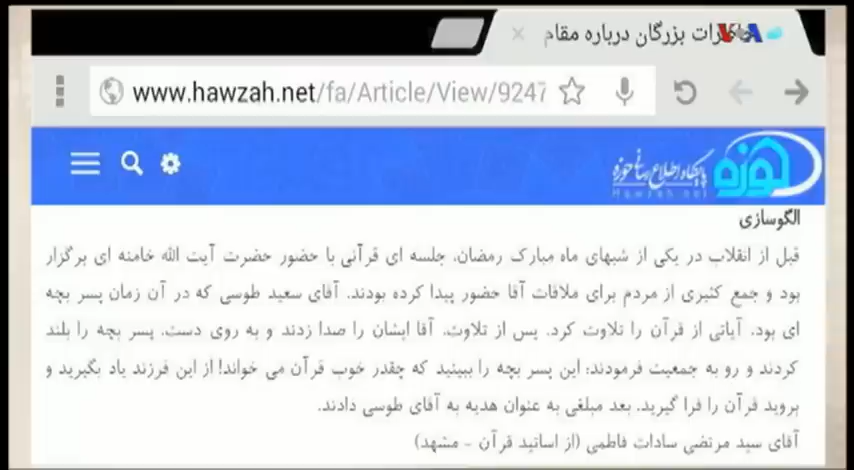 خاطرات بزرگان درباره مقام
VOA
www.hawzah.net/fa/Article/View/9247
پایگاه اطلاع رسانی حوزه
Hawzah.net
حوزه
الگوسازی
قبل از انقلاب در یکی از شبهای ماه مبارک رمضان، جلسه ای قرآنی با حضور حضرت آیت الله خامنه ای برگزار
بود و جمع کثیری از مردم برای ملاقات آقا حضور پیدا کرده بودند. آقای سعید طوسی که در آن زمان پسر بچه
ای بود، آیاتی از قرآن را تلاوت کرد. پس از تلاوت، آقا ایشان را صدا زدند و به روی دست، پسر بچه را بلند
کردند و رو به جمعیت فرمودند: این پسر بچه را ببینید که چقدر خوب قرآن می خواند! از این فرزند یاد بگیرید و
بروید قرآن را فرا گیرید. بعد مبلغی به عنوان هدیه به آقای طوسی دادند.
آقای سید مرتضی سادات فاطمی (از اساتید قرآن - مشهد)